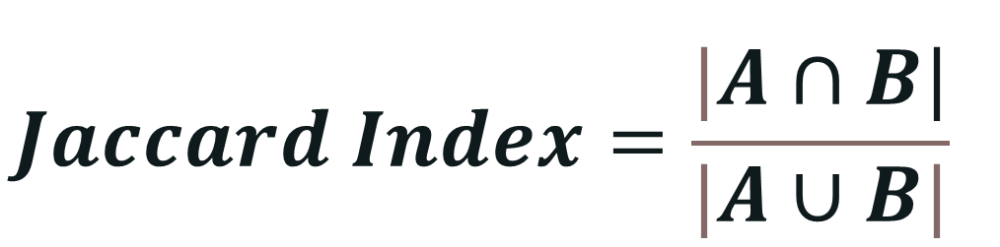 Jaccard Index = |A ∩ B| / |A ∪ B|